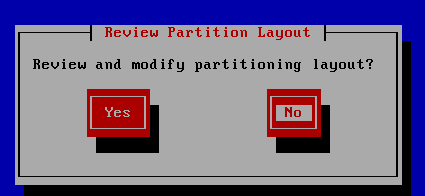 Review Partition Layout
Review and modify partitioning layout?
Yes No